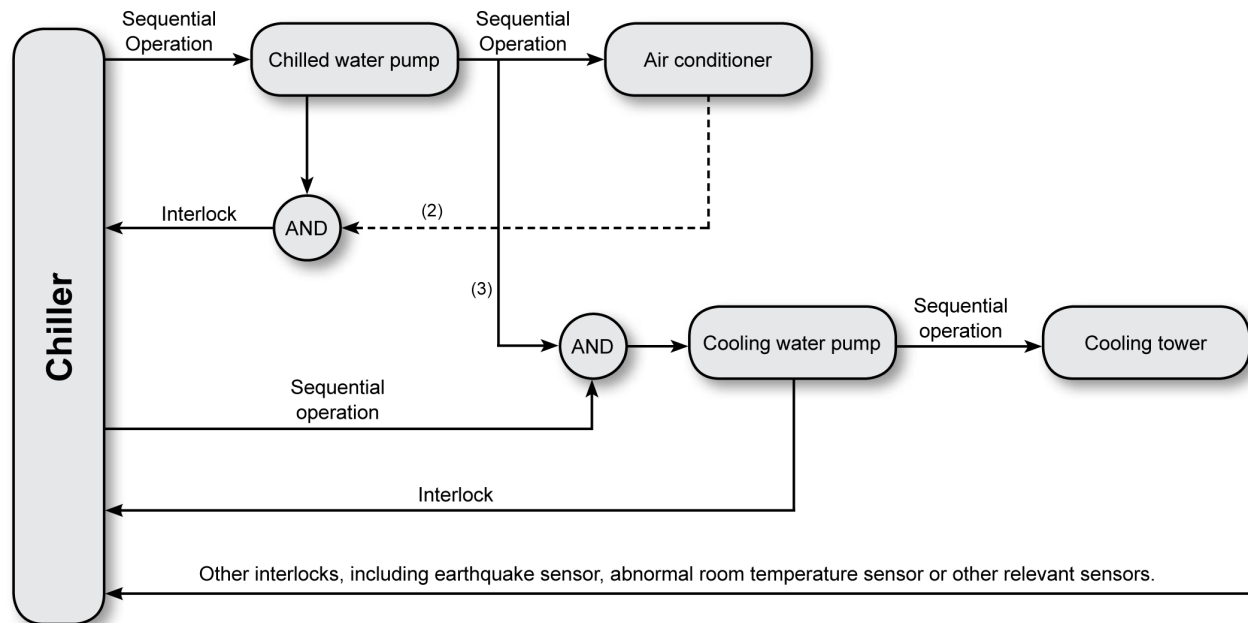 Sequential
Operation
Chilled water pump
Sequential
Operation
Air conditioner
Interlock
AND
(2)
Chiller
(3)
AND
Cooling water pump
Sequential
operation
Cooling tower
Sequential
operation
Interlock
Other interlocks, including earthquake sensor, abnormal room temperature sensor or other relevant sensors.